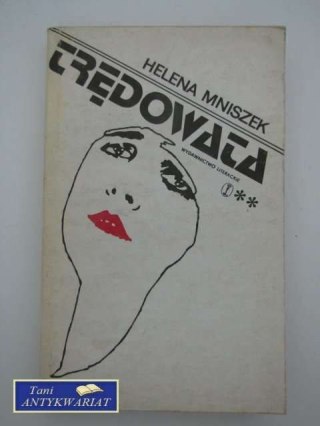 HELENA MNISZEK
TRĘDOWATA
WYDAWNICTWO LITERACKIE
**
Tani
ANTYKWARIAT